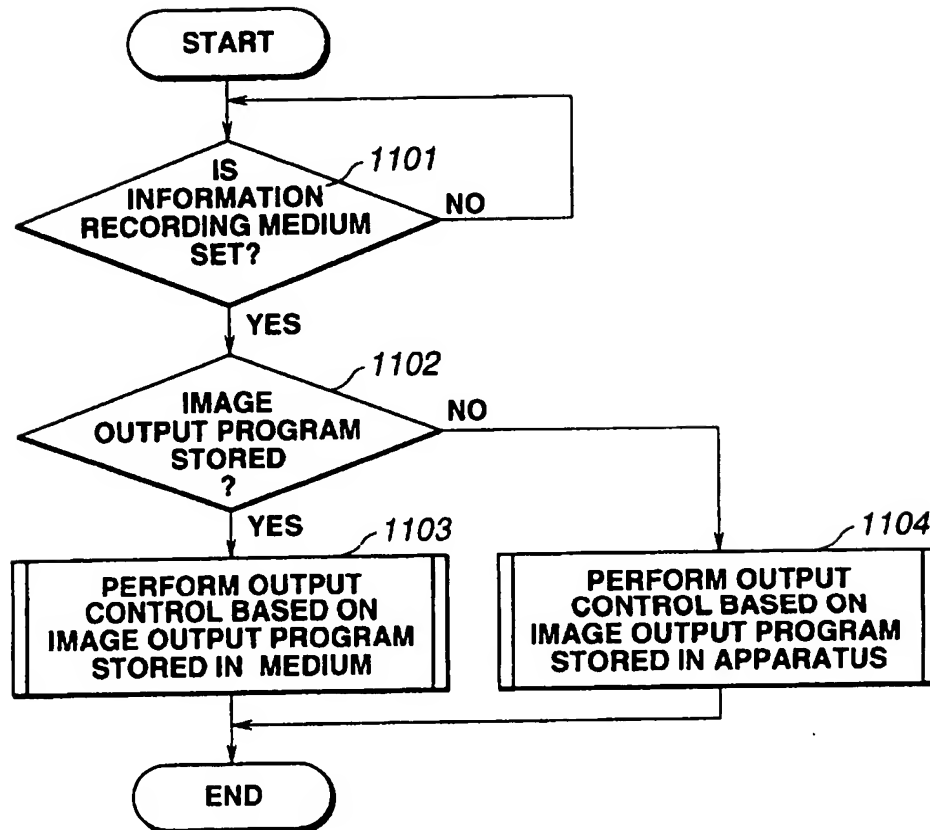 START
1101
IS
INFORMATION
RECORDING MEDIUM
SET?
NO
YES
1102
IMAGE
OUTPUT PROGRAM
STORED
?
NO
YES
1103
PERFORM OUTPUT
CONTROL BASED ON
IMAGE OUTPUT PROGRAM
STORED IN MEDIUM
1104
PERFORM OUTPUT
CONTROL BASED ON
IMAGE OUTPUT PROGRAM
STORED IN APPARATUS
END